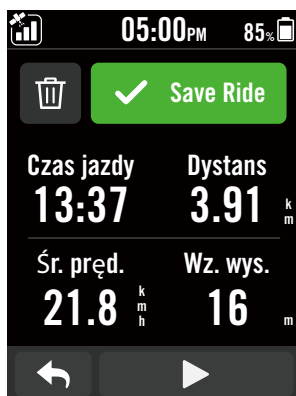 05:00PM 85%
Save Ride
Czas jazdy Dystans
13:37 3.91 km
Śr. pręd. Wz. wys.
21.8 kmh 16 m